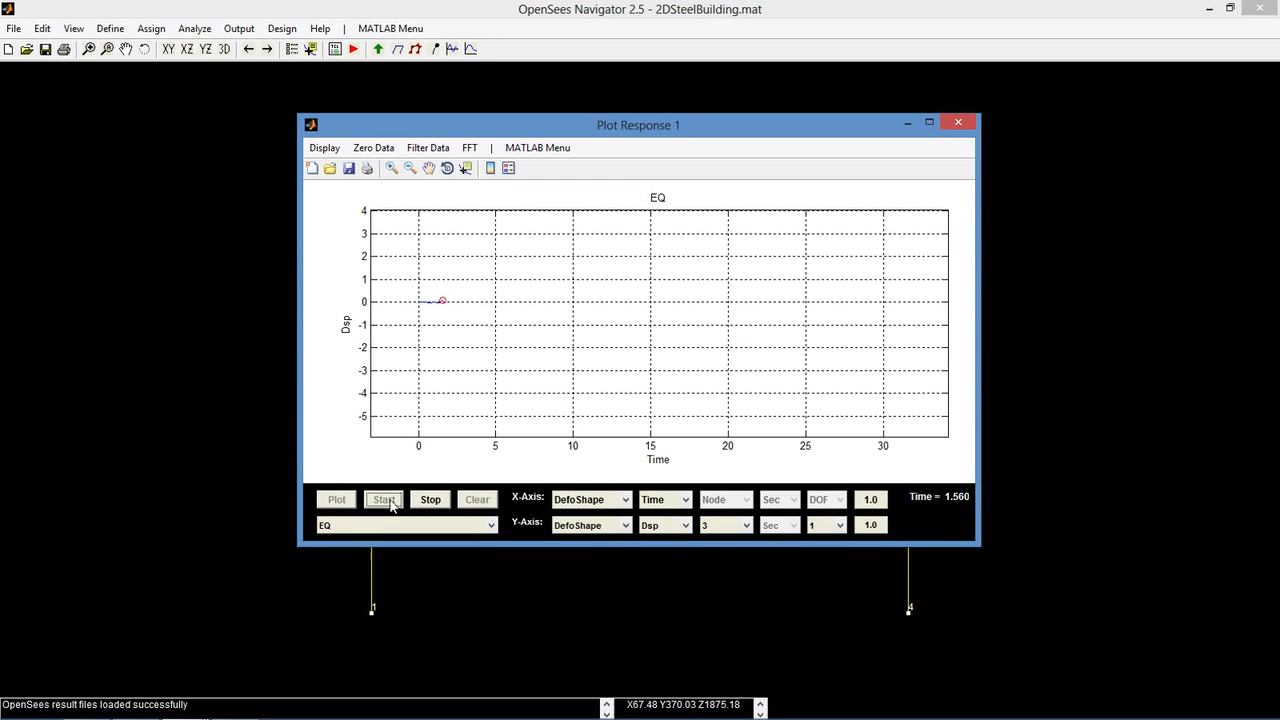 OpenSees Navigator 2.5 - 2DSteelBuilding.mat
File Edit View Define Assign Analyze Output Design Help | MATLAB Menu
XY XZ YZ 3D TCL
Plot Response 1
Display Zero Data Filter Data FFT | MATLAB Menu
EQ
4
3
2
1
0
-1
-2
-3
-4
-5
Dsp
0 5 10 15 20 25 30
Time
Plot Start Stop Clear X-Axis: DefoShape Time Node Sec DOF 1.0 Time = 1.560
EQ Y-Axis: DefoShape Dsp 3 Sec 1 1.0
1 4
OpenSees result files loaded successfully X67.48 Y370.03 Z1875.18